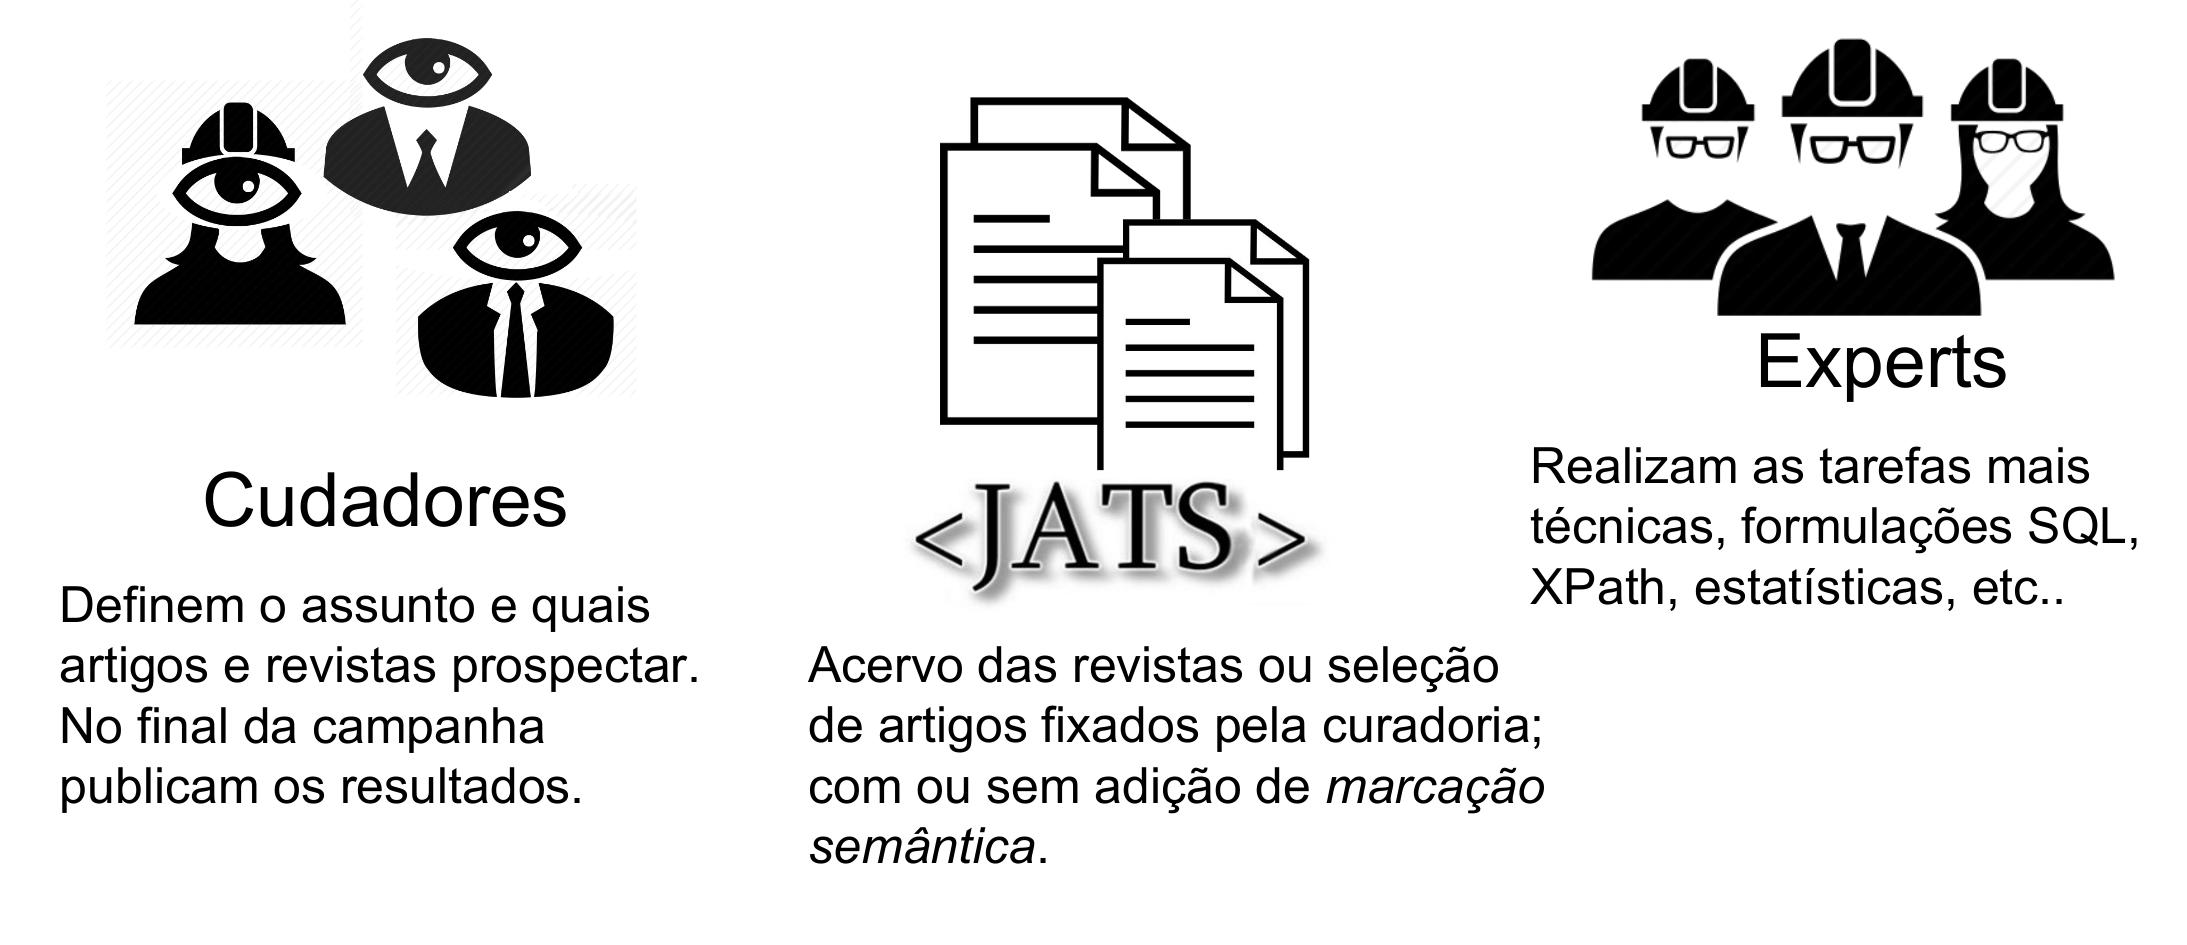 Cudadores
Definem o assunto e quais
artigos e revistas prospectar.
No final da campanha
publicam os resultados.
<JATS>
Acervo das revistas ou seleção
de artigos fixados pela curadoria;
com ou sem adição de marcação
semântica.
Experts
Realizam as tarefas mais
técnicas, formulações SQL,
XPath, estatísticas, etc..